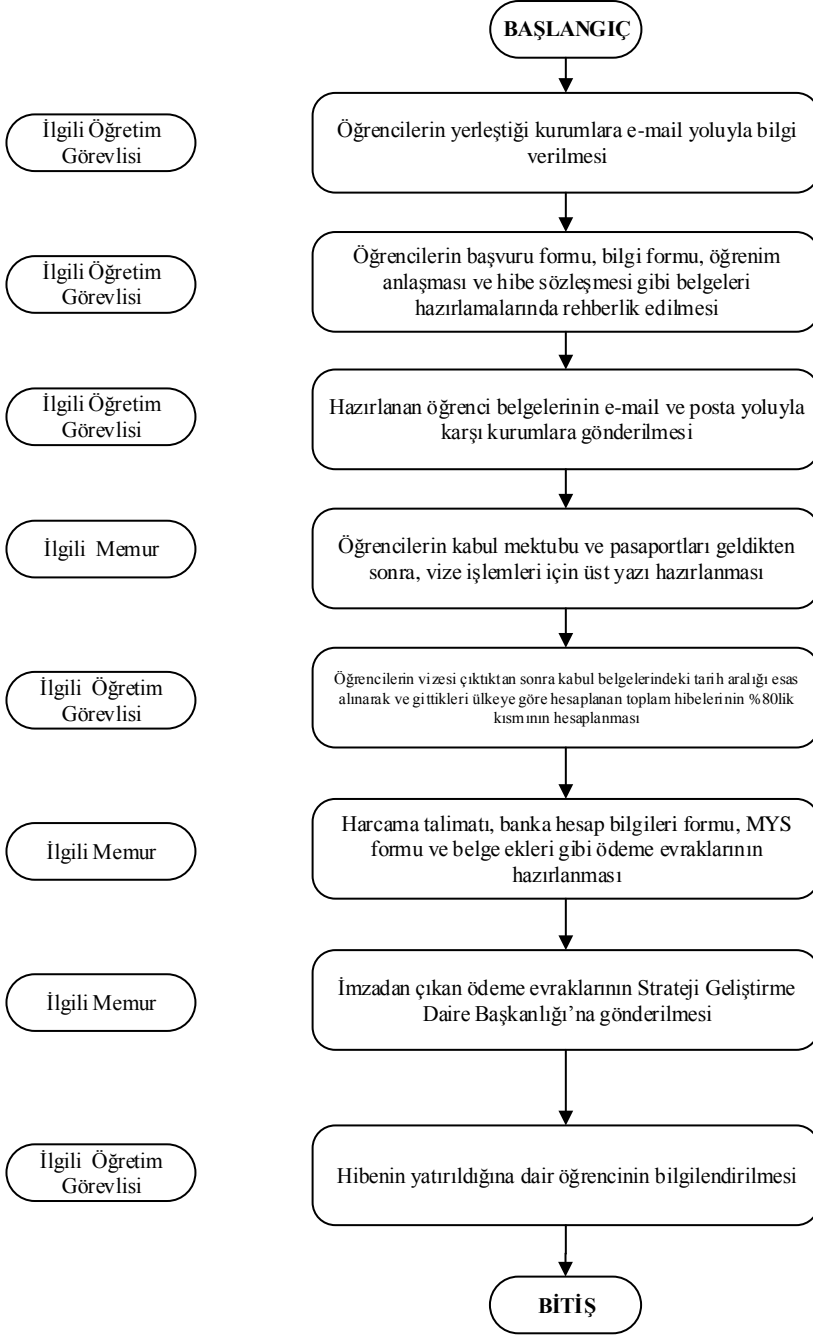 BAŞLANGIÇ
İlgili Öğretim
Görevlisi
Öğrencilerin yerleştiği kurumlara e-mail yoluyla bilgi
verilmesi
İlgili Öğretim
Görevlisi
Öğrencilerin başvuru formu, bilgi formu, öğrenim
anlaşması ve hibe sözleşmesi gibi belgeleri
hazırlamalarında rehberlik edilmesi
İlgili Öğretim
Görevlisi
Hazırlanan öğrenci belgelerinin e-mail ve posta yoluyla
karşı kurumlara gönderilmesi
İlgili Memur
Öğrencilerin kabul mektubu ve pasaportları geldikten
sonra, vize işlemleri için üst yazı hazırlanması
İlgili Öğretim
Görevlisi
Öğrencilerin vizesi çıktıktan sonra kabul belgelerindeki tarih aralığı esas
alınarak ve gittikleri ülkeye göre hesaplanan toplam hibelerinin %80lik
kısmının hesaplanması
İlgili Memur
Harcama talimatı, banka hesap bilgileri formu, MYS
formu ve belge ekleri gibi ödeme evraklarının
hazırlanması
İlgili Memur
İmzadan çıkan ödeme evraklarının Strateji Geliştirme
Daire Başkanlığı’na gönderilmesi
İlgili Öğretim
Görevlisi
Hibenin yatırıldığına dair öğrencinin bilgilendirilmesi
BİTİŞ